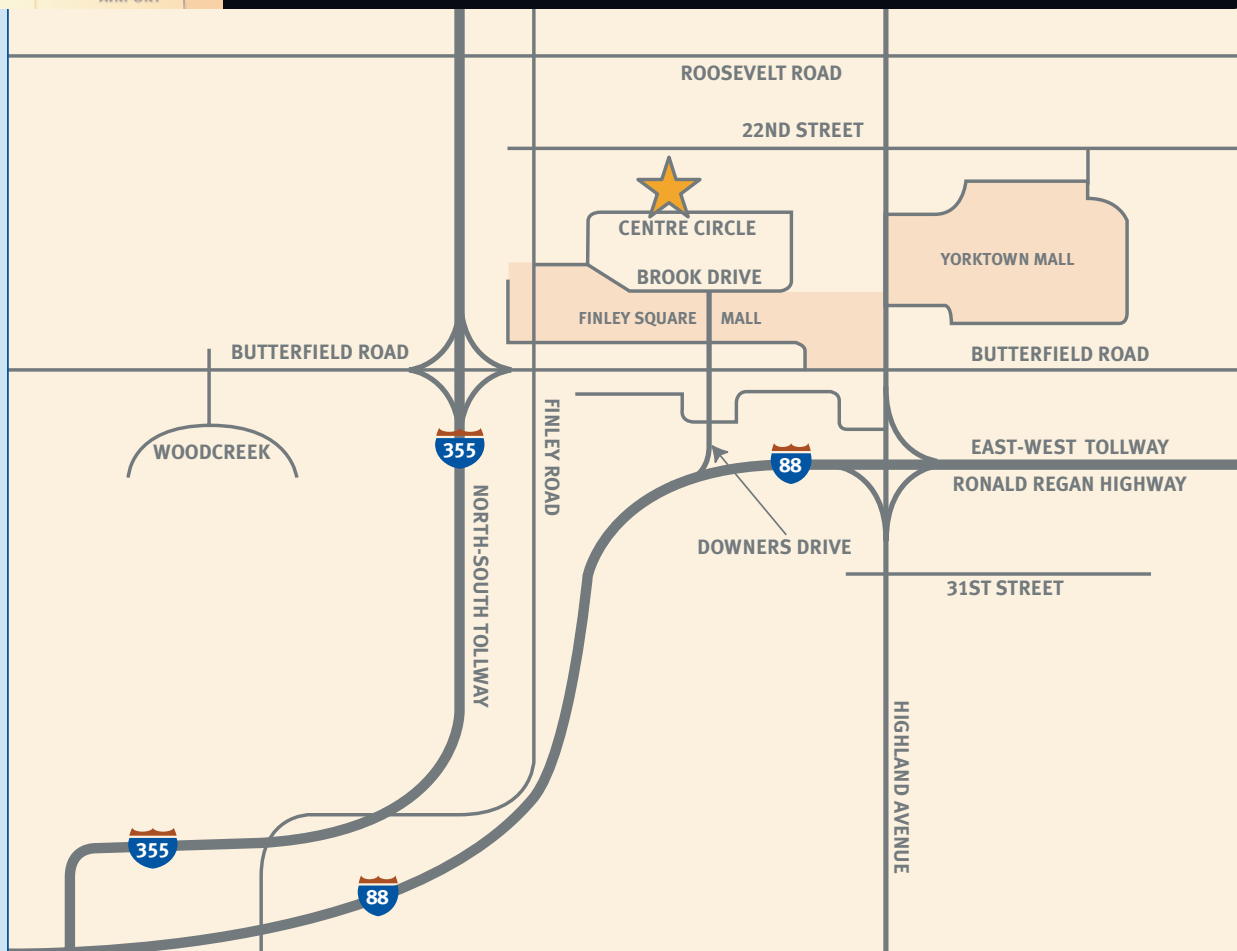 AIRPORT
ROOSEVELT ROAD
22ND STREET
CENTRE CIRCLE
YORKTOWN MALL
BROOK DRIVE
FINLEY SQUARE MALL
BUTTERFIELD ROAD
BUTTERFIELD ROAD
FINLEY ROAD
WOODCREEK
355
88
EAST-WEST TOLLWAY
RONALD REGAN HIGHWAY
NORTH-SOUTH TOLLWAY
DOWNERS DRIVE
31ST STREET
HIGHLAND AVENUE
355
88